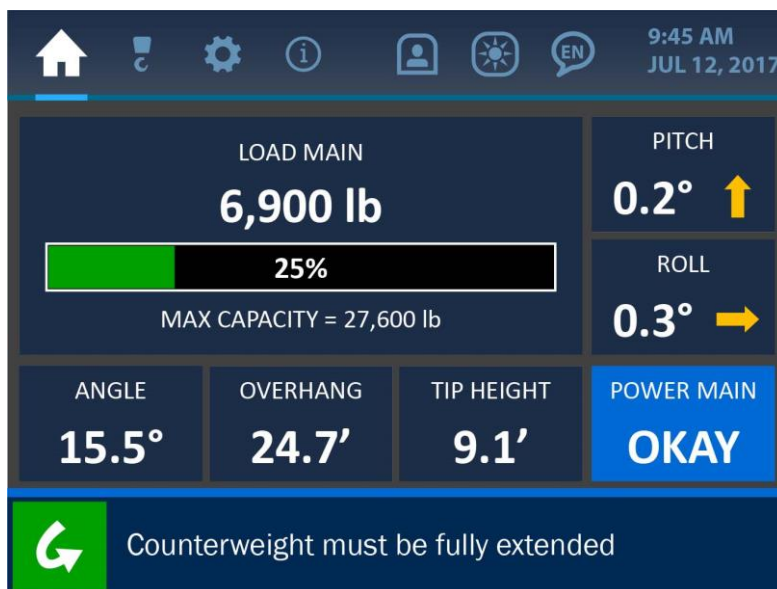 EN
9:45 AM
JUL 12, 2017
LOAD MAIN
6,900 lb
25%
MAX CAPACITY = 27,600 lb
PITCH
0.2°
ROLL
0.3°
ANGLE
15.5°
OVERHANG
24.7′
TIP HEIGHT
9.1′
POWER MAIN
OKAY
Counterweight must be fully extended